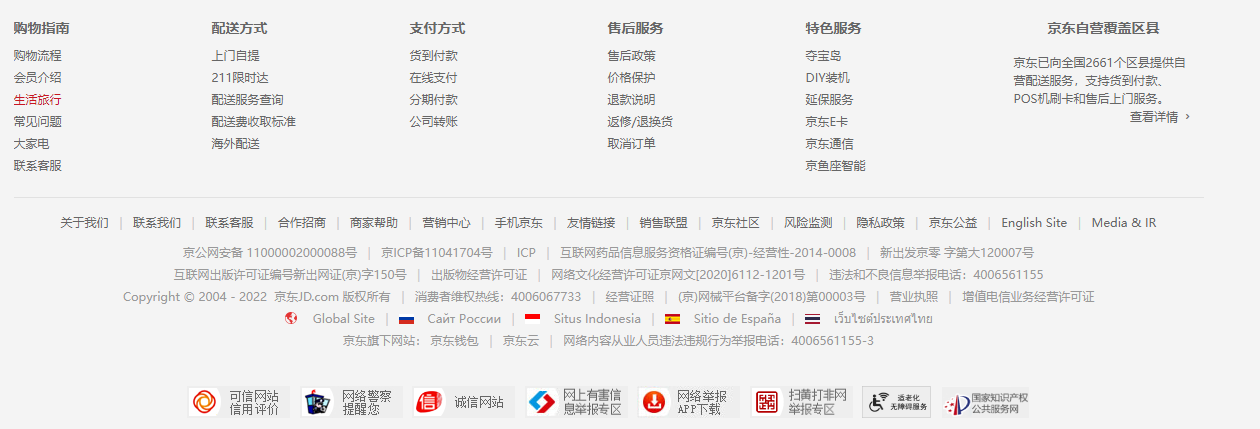 购物指南
购物流程
会员介绍
生活旅行
常见问题
大家电
联系客服
配送方式
上门自提
211限时达
配送服务查询
配送费收取标准
海外配送
支付方式
货到付款
在线支付
分期付款
公司转账
售后服务
售后政策
价格保护
退款说明
返修/退换货
取消订单
特色服务
夺宝岛
DIY装机
延保服务
京东E卡
京东通信
京鱼座智能
京东自营覆盖区县
京东已向全国2661个区县提供自
营配送服务，支持货到付款、
POS机刷卡和售后上门服务。
查看详情 ›
关于我们 | 联系我们 | 联系客服 | 合作招商 | 商家帮助 | 营销中心 | 手机京东 | 友情链接 | 销售联盟 | 京东社区 | 风险监测 | 隐私政策 | 京东公益 | English Site | Media & IR
京公网安备 11000002000088号 | 京ICP备11041704号 | ICP | 互联网药品信息服务资格证编号(京)-经营性-2014-0008 | 新出发京零 字第大120007号
互联网出版许可证编号新出网证(京)字150号 | 出版物经营许可证 | 网络文化经营许可证京网文[2020]6112-1201号 | 违法和不良信息举报电话：4006561155
Copyright © 2004 - 2022 京东JD.com 版权所有 | 消费者维权热线：4006067733 | 经营证照 | (京)网械平台备字(2018)第00003号 | 营业执照 | 增值电信业务经营许可证
Global Site | Сайт России | Situs Indonesia | Sitio de España | เว็บไซต์ประเทศไทย
京东旗下网站： 京东钱包 | 京东云 | 网络内容从业人员违法违规行为举报电话：4006561155-3
可信网站
信用评价
网络警察
提醒您
诚信网站
网上有害信
息举报专区
网络举报
APP下载
扫黄打非网
举报专区
适老化
无障碍服务
国家知识产权
公共服务网